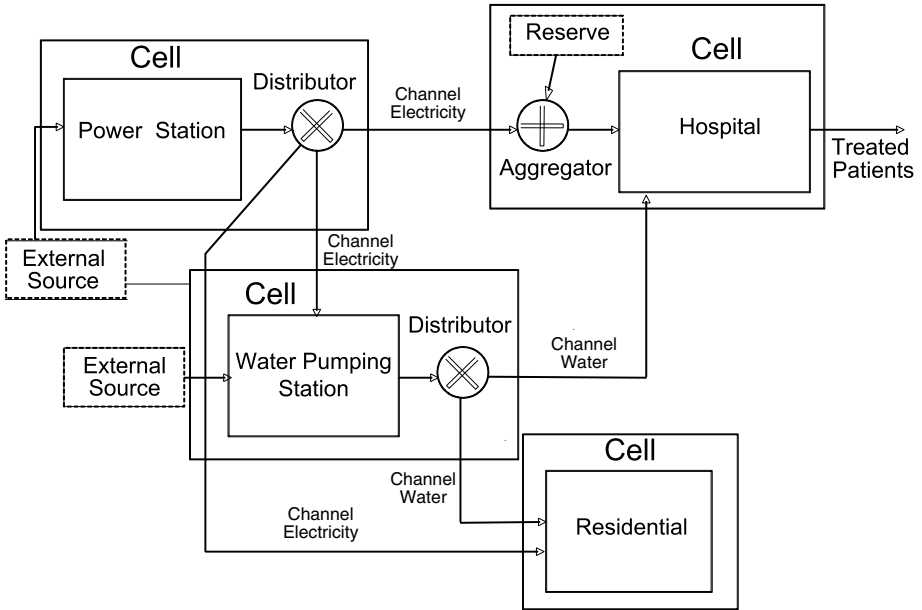 Cell
Power Station
Distributor
Channel
Electricity
Reserve
Cell
Aggregator
Hospital
Treated
Patients
External
Source
Channel
Electricity
Cell
Water Pumping
Station
Distributor
External
Source
Channel
Water
Channel
Water
Channel
Electricity
Cell
Residential